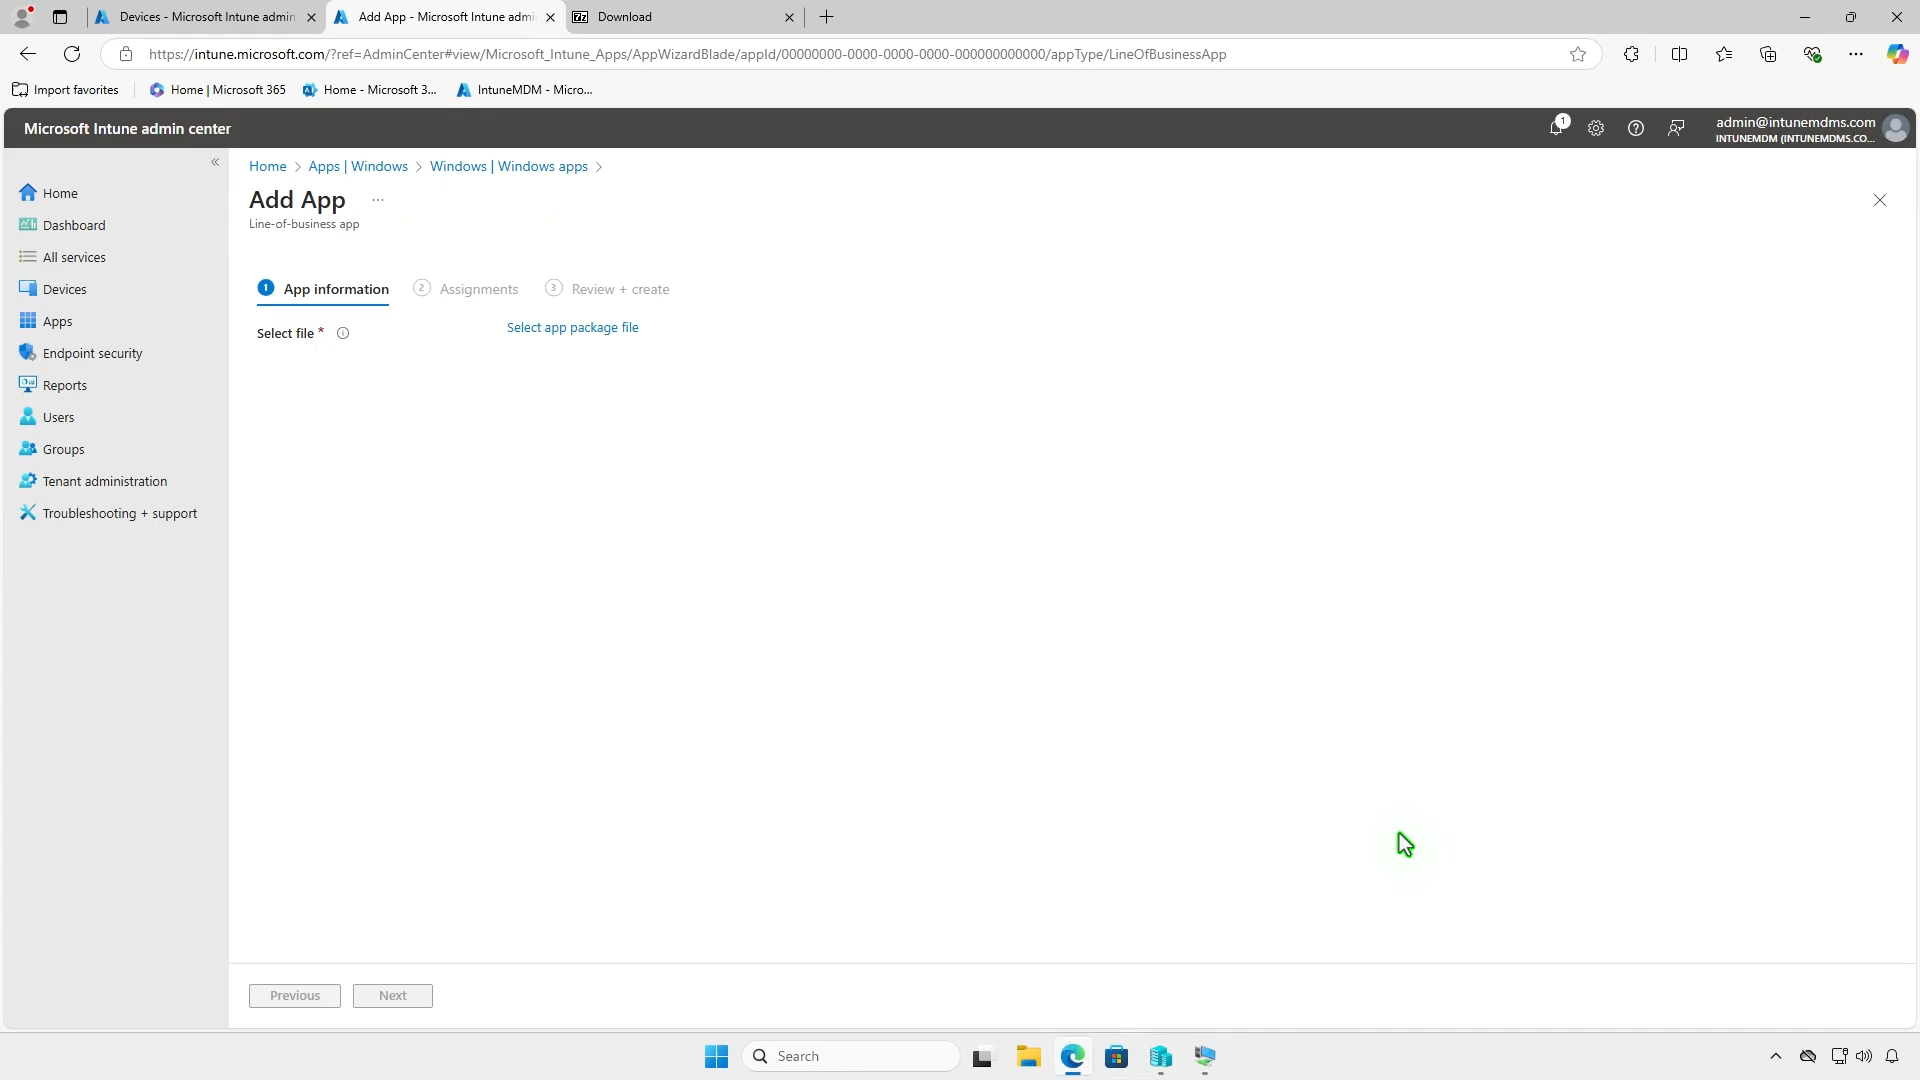 Devices - Microsoft Intune admin
Add App - Microsoft Intune admi
7z Download
https://intune.microsoft.com/?ref=AdminCenter#view/Microsoft_Intune_Apps/AppWizardBlade/appId/00000000-0000-0000-0000-000000000000/appType/LineOfBusinessApp
Import favorites
Home | Microsoft 365
Home - Microsoft 3...
IntuneMDM - Micro...
Microsoft Intune admin center
1
admin@intunemdms.com
INTUNEMDM (INTUNEMDMS.CO...
Home > Apps | Windows > Windows | Windows apps >
Add App ...
Line-of-business app
Home
Dashboard
All services
Devices
Apps
Endpoint security
Reports
Users
Groups
Tenant administration
Troubleshooting + support
1 App information
2 Assignments
3 Review + create
Select file *
Select app package file
Previous
Next
Search